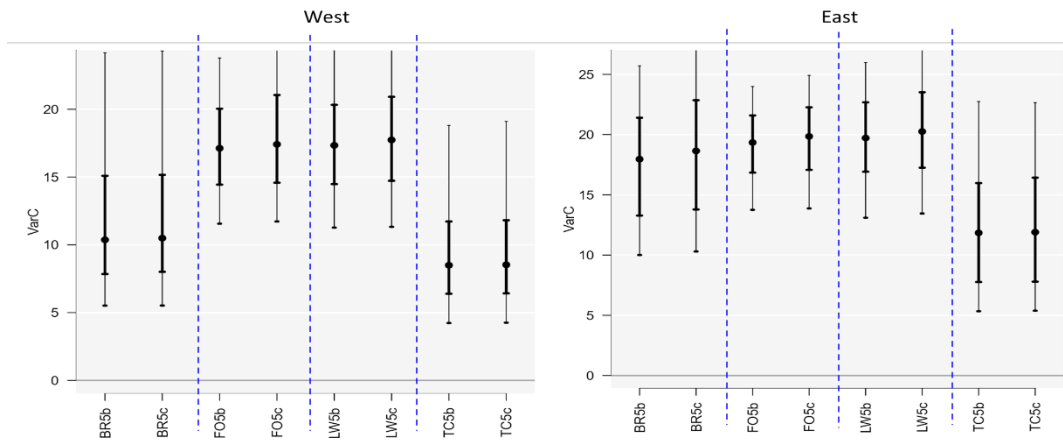 West
East
VarC
20
15
10
5
0
BR5b
BR5c
FO5b
FO5c
LW5b
LW5c
TC5b
TC5c
VarC
25
20
15
10
5
0
BR5b
BR5c
FO5b
FO5c
LW5b
LW5c
TC5b
TC5c